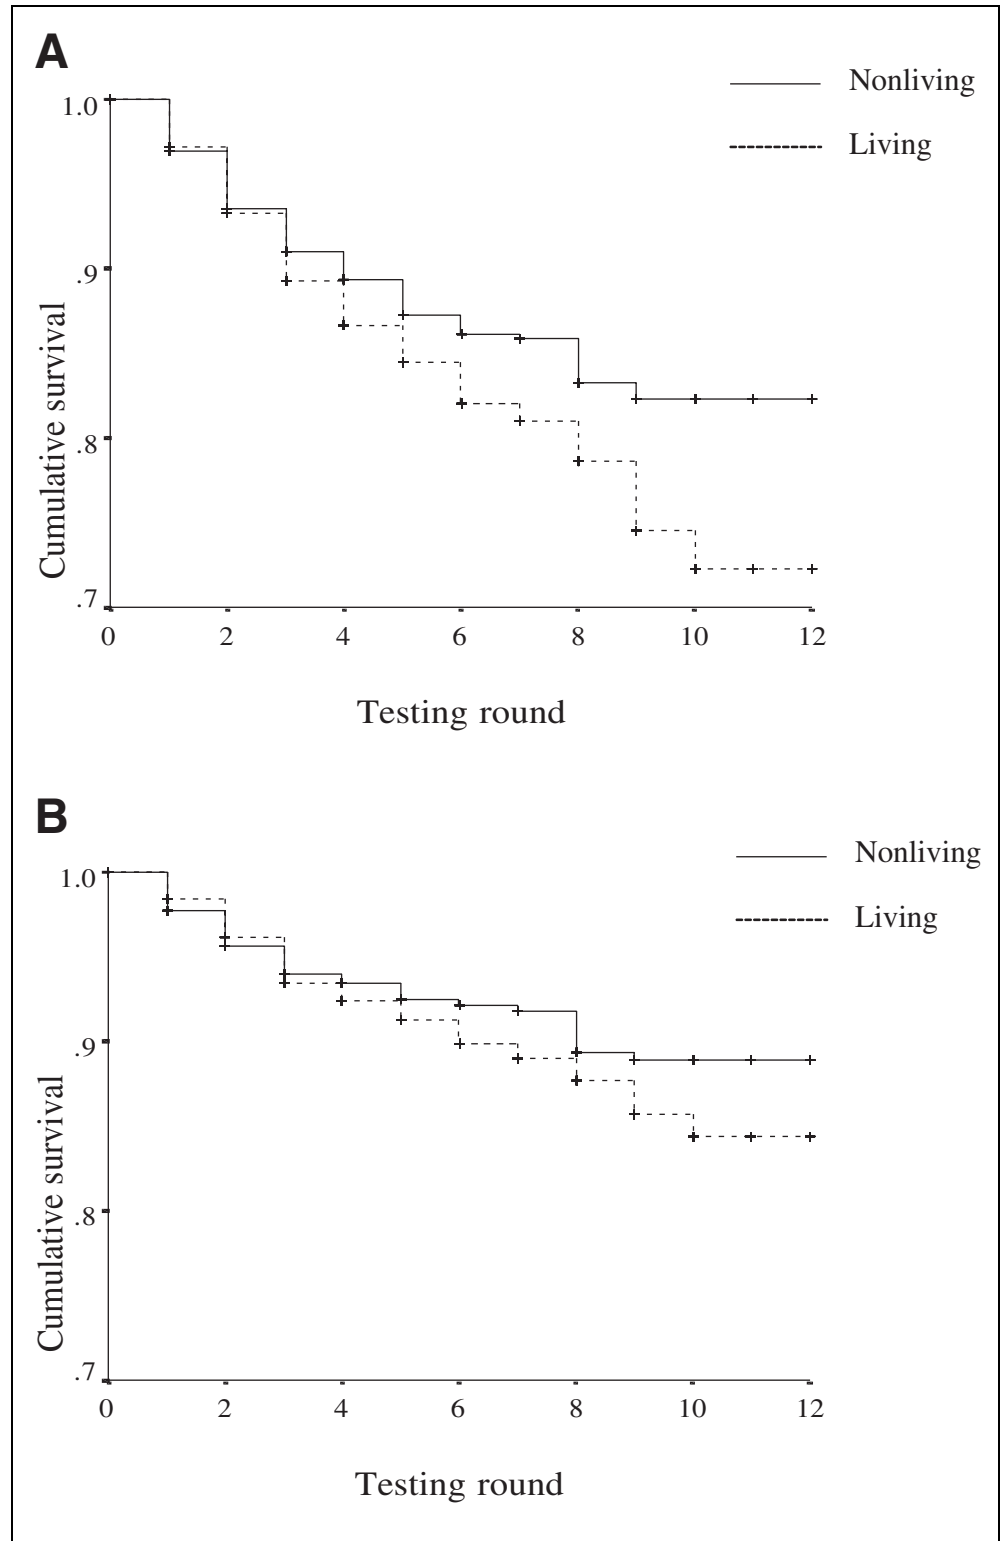 A
Nonliving
Living
1.0
.9
.8
.7
Cumulative survival
0 2 4 6 8 10 12
Testing round
B
Nonliving
Living
1.0
.9
.8
.7
Cumulative survival
0 2 4 6 8 10 12
Testing round